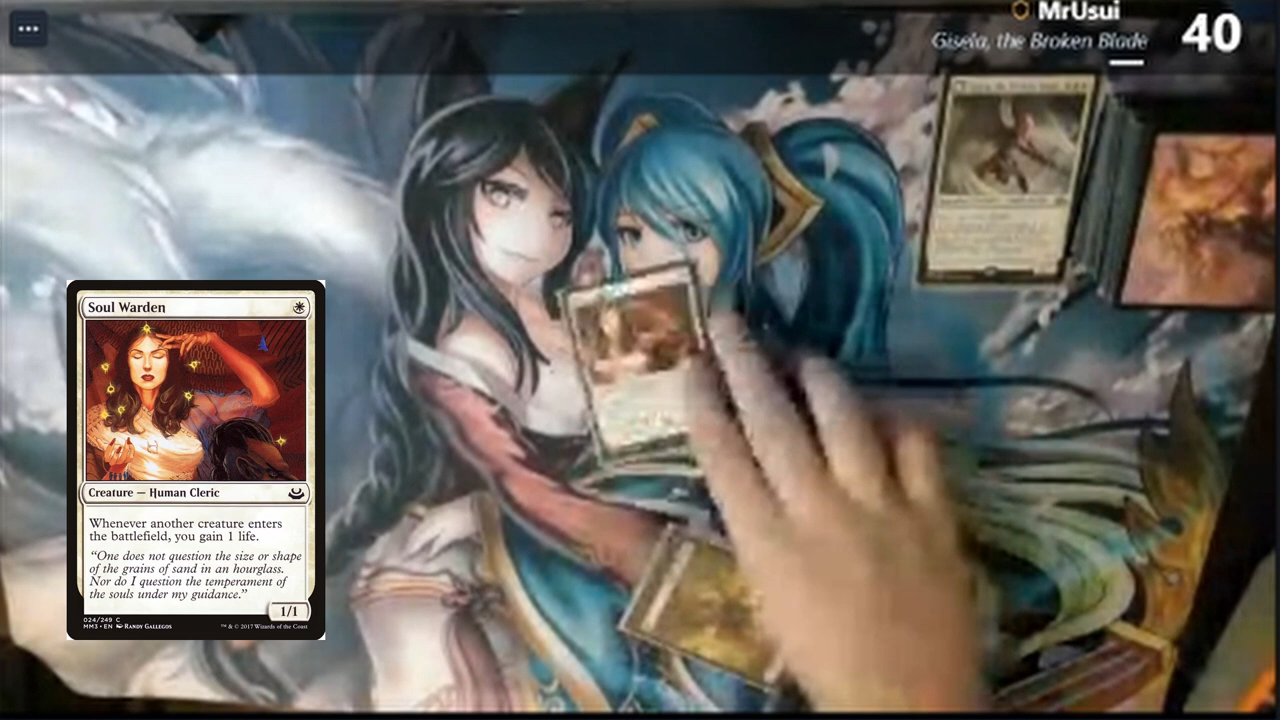 MrUsui
40
Gisela, the Broken Blade
Soul Warden
Creature — Human Cleric
Whenever another creature enters
the battlefield, you gain 1 life.
“One does not question the size or shape
of the grains of sand in an hourglass.
Nor do I question the temperament of
the souls under my guidance.”
1/1
024/249 C
MM3 • EN Randy Gallegos
™ & © 2017 Wizards of the Coast